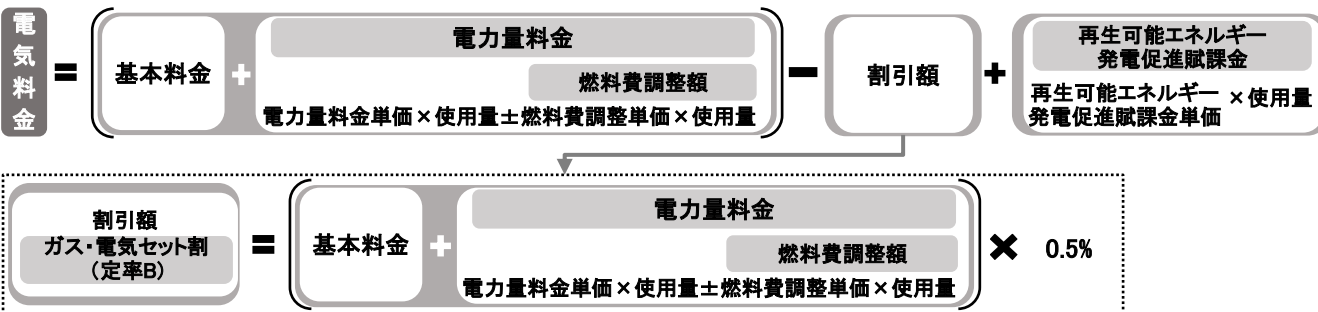 電気料金
=
基本料金
+
電力量料金
燃料費調整額
電力量料金単価×使用量±燃料費調整単価×使用量
−
割引額
+
再生可能エネルギー
発電促進賦課金
再生可能エネルギー
発電促進賦課金単価
×使用量
割引額
ガス・電気セット割
(定率B)
=
基本料金
+
電力量料金
燃料費調整額
電力量料金単価×使用量±燃料費調整単価×使用量
×
0.5%